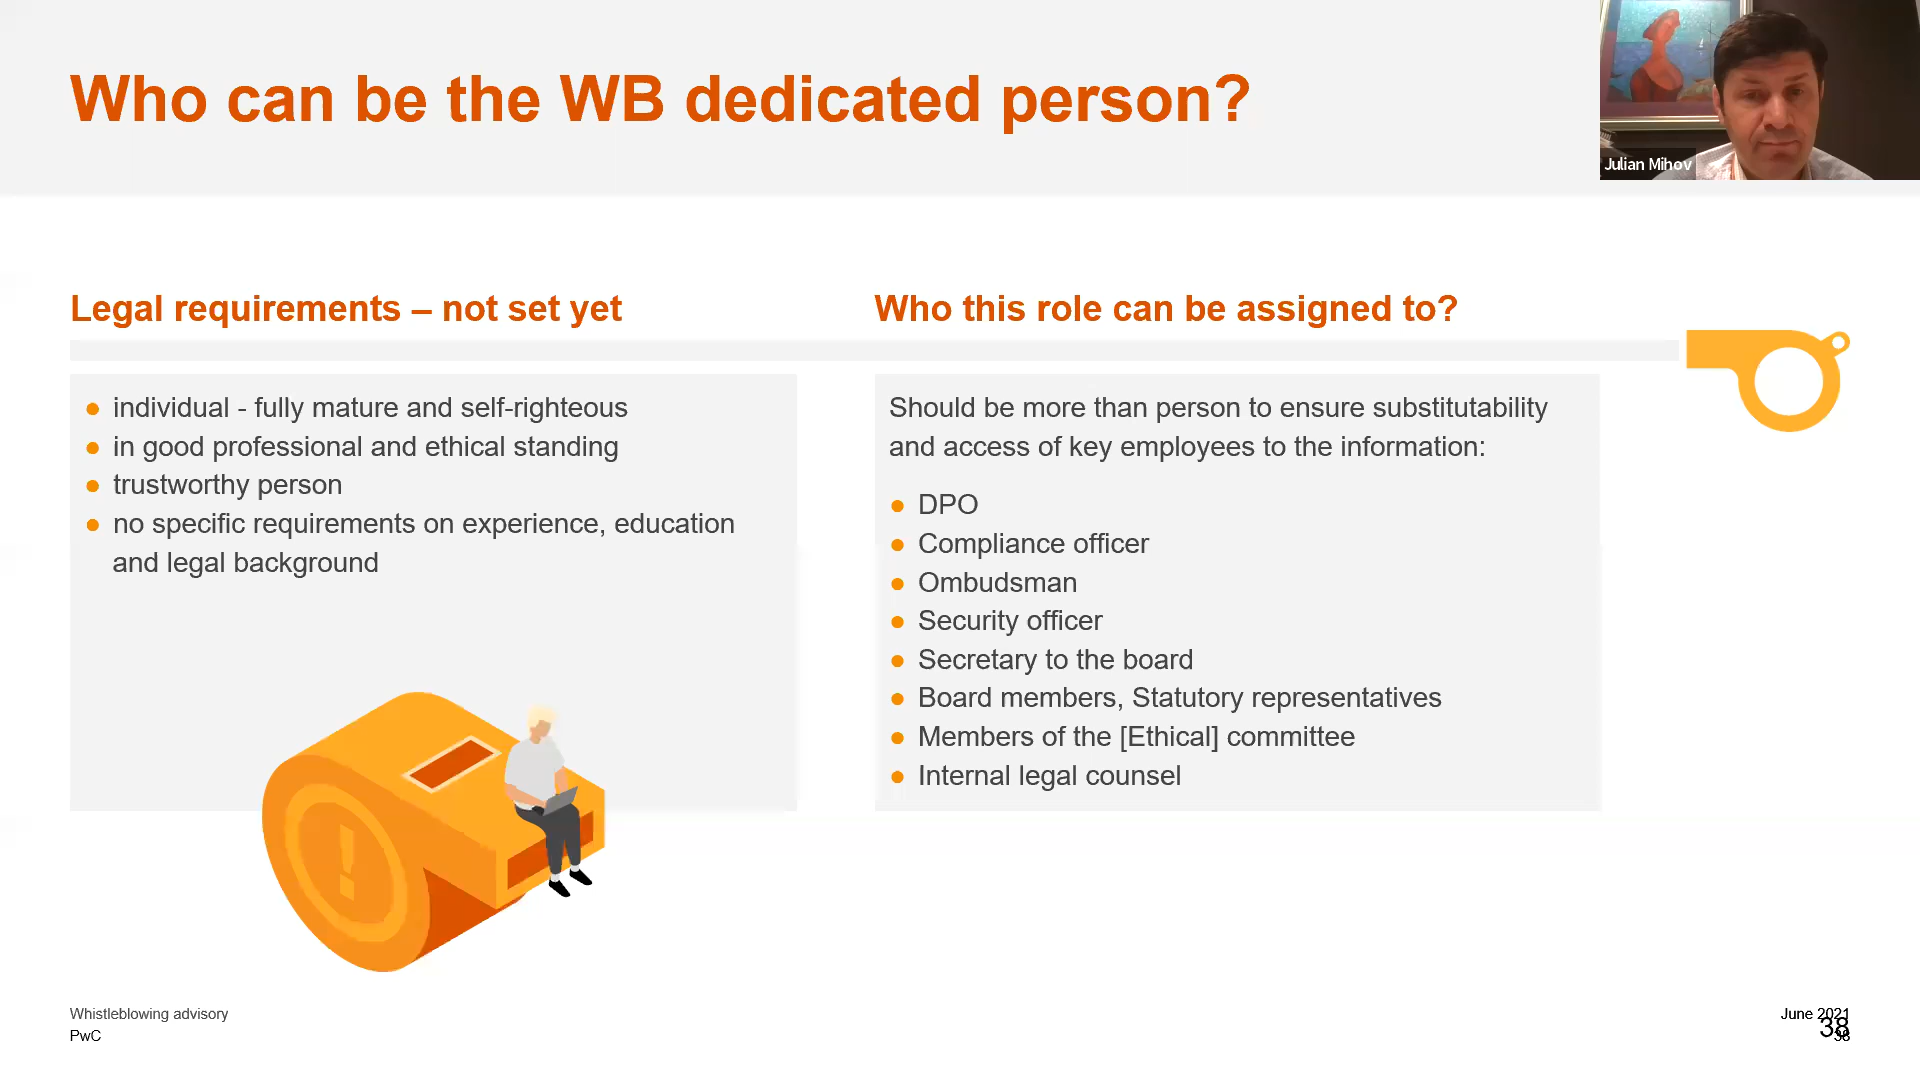 Who can be the WB dedicated person?
Julian Mihov
Legal requirements – not set yet
individual - fully mature and self-righteous
in good professional and ethical standing
trustworthy person
no specific requirements on experience, education
and legal background
Who this role can be assigned to?
Should be more than person to ensure substitutability
and access of key employees to the information:
DPO
Compliance officer
Ombudsman
Security officer
Secretary to the board
Board members, Statutory representatives
Members of the [Ethical] committee
Internal legal counsel
Whistleblowing advisory
PwC
June 2021
38
38